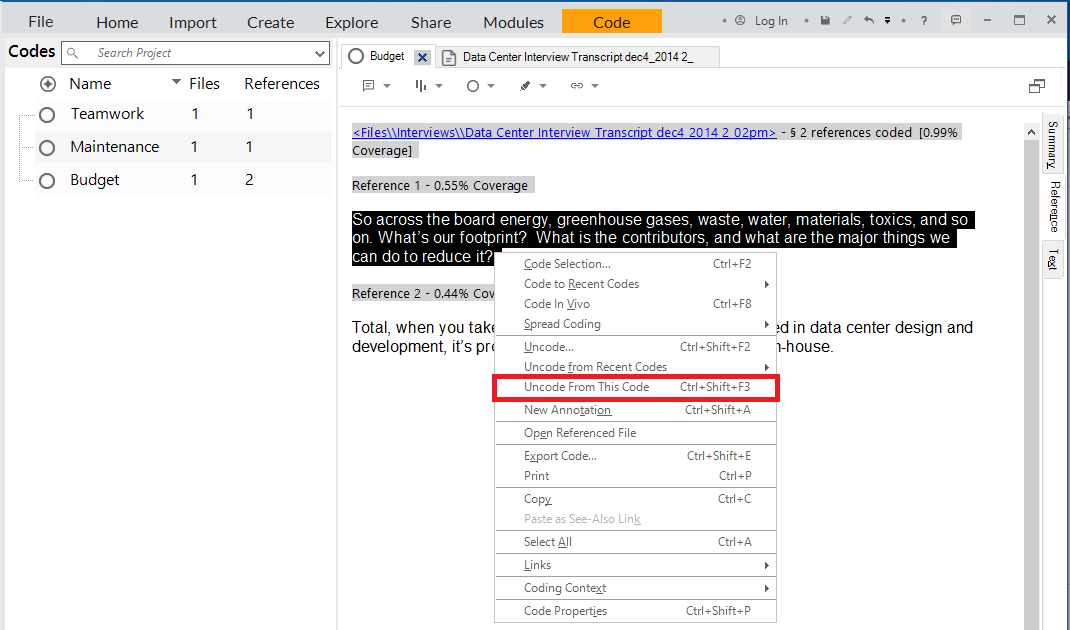 File Home Import Create Explore Share Modules Code Log In ?
Codes Search Project
Name Files References
Teamwork 1 1
Maintenance 1 1
Budget 1 2
Budget Data Center Interview Transcript dec4_2014 2_
<Files\\Interviews\\Data Center Interview Transcript dec4 2014 2 02pm> - § 2 references coded [0.99%
Coverage]
Reference 1 - 0.55% Coverage
So across the board energy, greenhouse gases, waste, water, materials, toxics, and so
on. What's our footprint? What is the contributors, and what are the major things we
can do to reduce it?
Reference 2 - 0.44%
Total, when you take ed in data center design and
development, it's -house.
Code Selection... Ctrl+F2
Code to Recent Codes
Code In Vivo Ctrl+F8
Spread Coding
Uncode... Ctrl+Shift+F2
Uncode from Recent Codes
Uncode From This Code Ctrl+Shift+F3
New Annotation Ctrl+Shift+A
Open Referenced File
Export Code... Ctrl+Shift+E
Print Ctrl+P
Copy Ctrl+C
Paste as See-Also Link
Select All Ctrl+A
Links
Coding Context
Code Properties Ctrl+Shift+P
Summary
Reference
Text